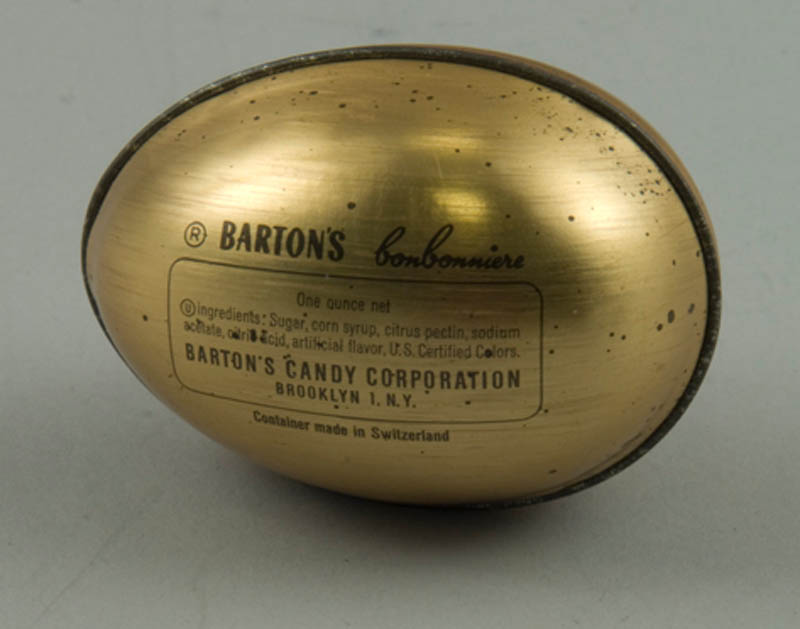 ® BARTON'S bonbonniere
One ounce net
Ⓤ ingredients: Sugar, corn syrup, citrus pectin, sodium
acetate, citric acid, artificial flavor, U.S. Certified Colors.
BARTON'S CANDY CORPORATION
BROOKLYN 1, N.Y.
Container made in Switzerland